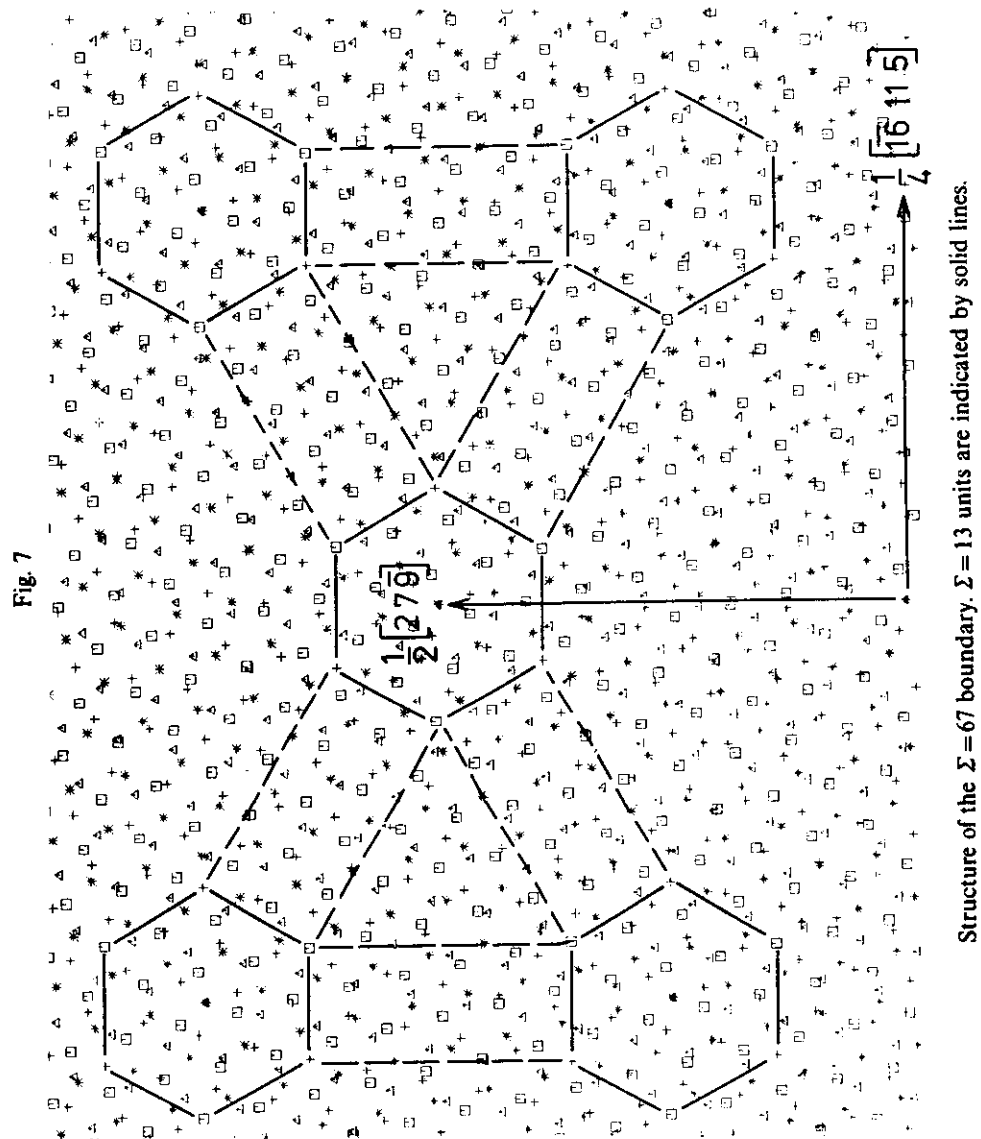 Fig. 7
1/2 [2 7 9̅]
1/4 [1̅6̅ 11 5]
Structure of the Σ = 67 boundary. Σ = 13 units are indicated by solid lines.